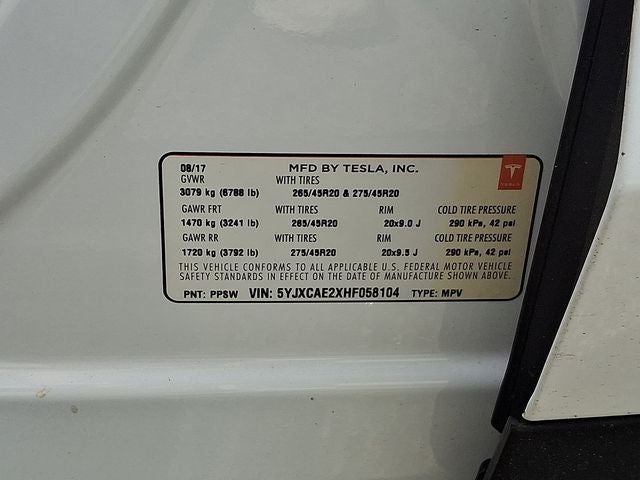 08/17 MFD BY TESLA, INC.
GVWR WITH TIRES
3079 kg (6788 lb) 265/45R20 & 275/45R20
GAWR FRT WITH TIRES RIM COLD TIRE PRESSURE
1470 kg (3241 lb) 265/45R20 20x9.0 J 290 kPa, 42 psi
GAWR RR WITH TIRES RIM COLD TIRE PRESSURE
1720 kg (3792 lb) 275/45R20 20x9.5 J 290 kPa, 42 psi
THIS VEHICLE CONFORMS TO ALL APPLICABLE U.S. FEDERAL MOTOR VEHICLE
SAFETY STANDARDS IN EFFECT ON THE DATE OF MANUFACTURE SHOWN ABOVE.
PNT: PPSW VIN: 5YJXCAE2XHF058104 TYPE: MPV
TESLA